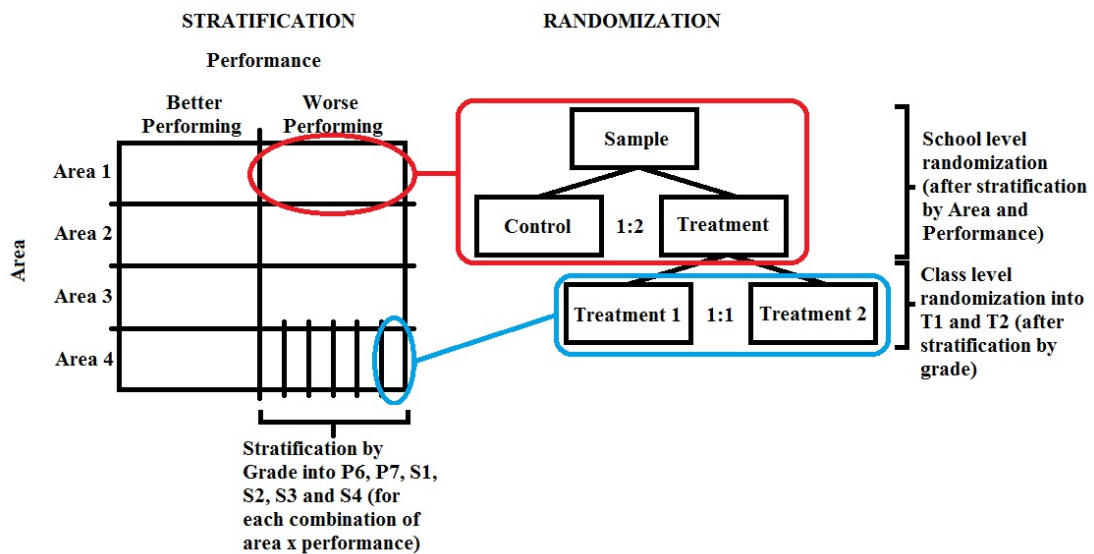 STRATIFICATION
RANDOMIZATION
Performance
Better
Performing
Worse
Performing
Area
Area 1
Area 2
Area 3
Area 4
Stratification by
Grade into P6, P7, S1,
S2, S3 and S4 (for
each combination of
area x performance)
Sample
Control
1:2
Treatment
Treatment 1
1:1
Treatment 2
School level
randomization
(after stratification
by Area and
Performance)
Class level
randomization into
T1 and T2 (after
stratification by
grade)